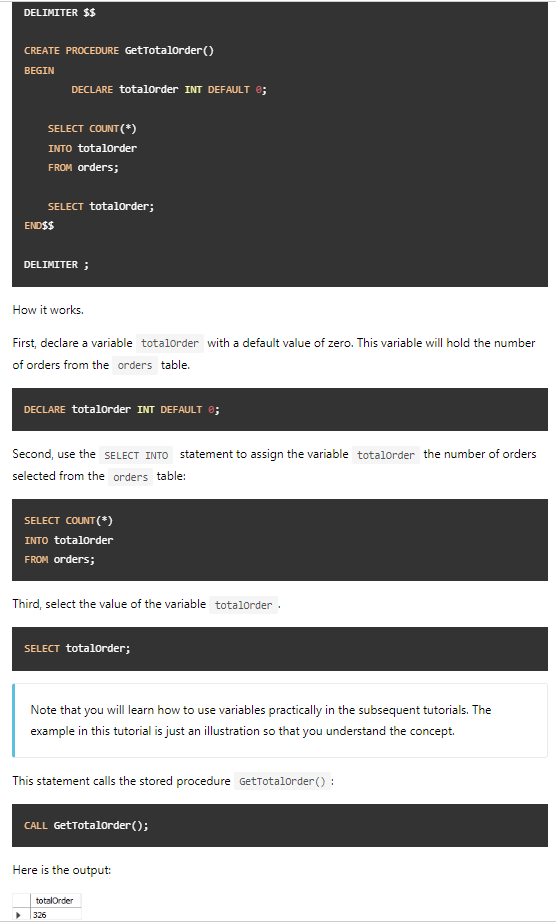 DELIMITER $$
CREATE PROCEDURE GetTotalOrder()
BEGIN
DECLARE totalOrder INT DEFAULT 0;
SELECT COUNT(*)
INTO totalOrder
FROM orders;
SELECT totalOrder;
END$$
DELIMITER ;
How it works.
First, declare a variable totalOrder with a default value of zero. This variable will hold the number
of orders from the orders table.
DECLARE totalOrder INT DEFAULT 0;
Second, use the SELECT INTO statement to assign the variable totalOrder the number of orders
selected from the orders table:
SELECT COUNT(*)
INTO totalOrder
FROM orders;
Third, select the value of the variable totalOrder .
SELECT totalOrder;
Note that you will learn how to use variables practically in the subsequent tutorials. The
example in this tutorial is just an illustration so that you understand the concept.
This statement calls the stored procedure GetTotalOrder() :
CALL GetTotalOrder();
Here is the output:
totalOrder
326